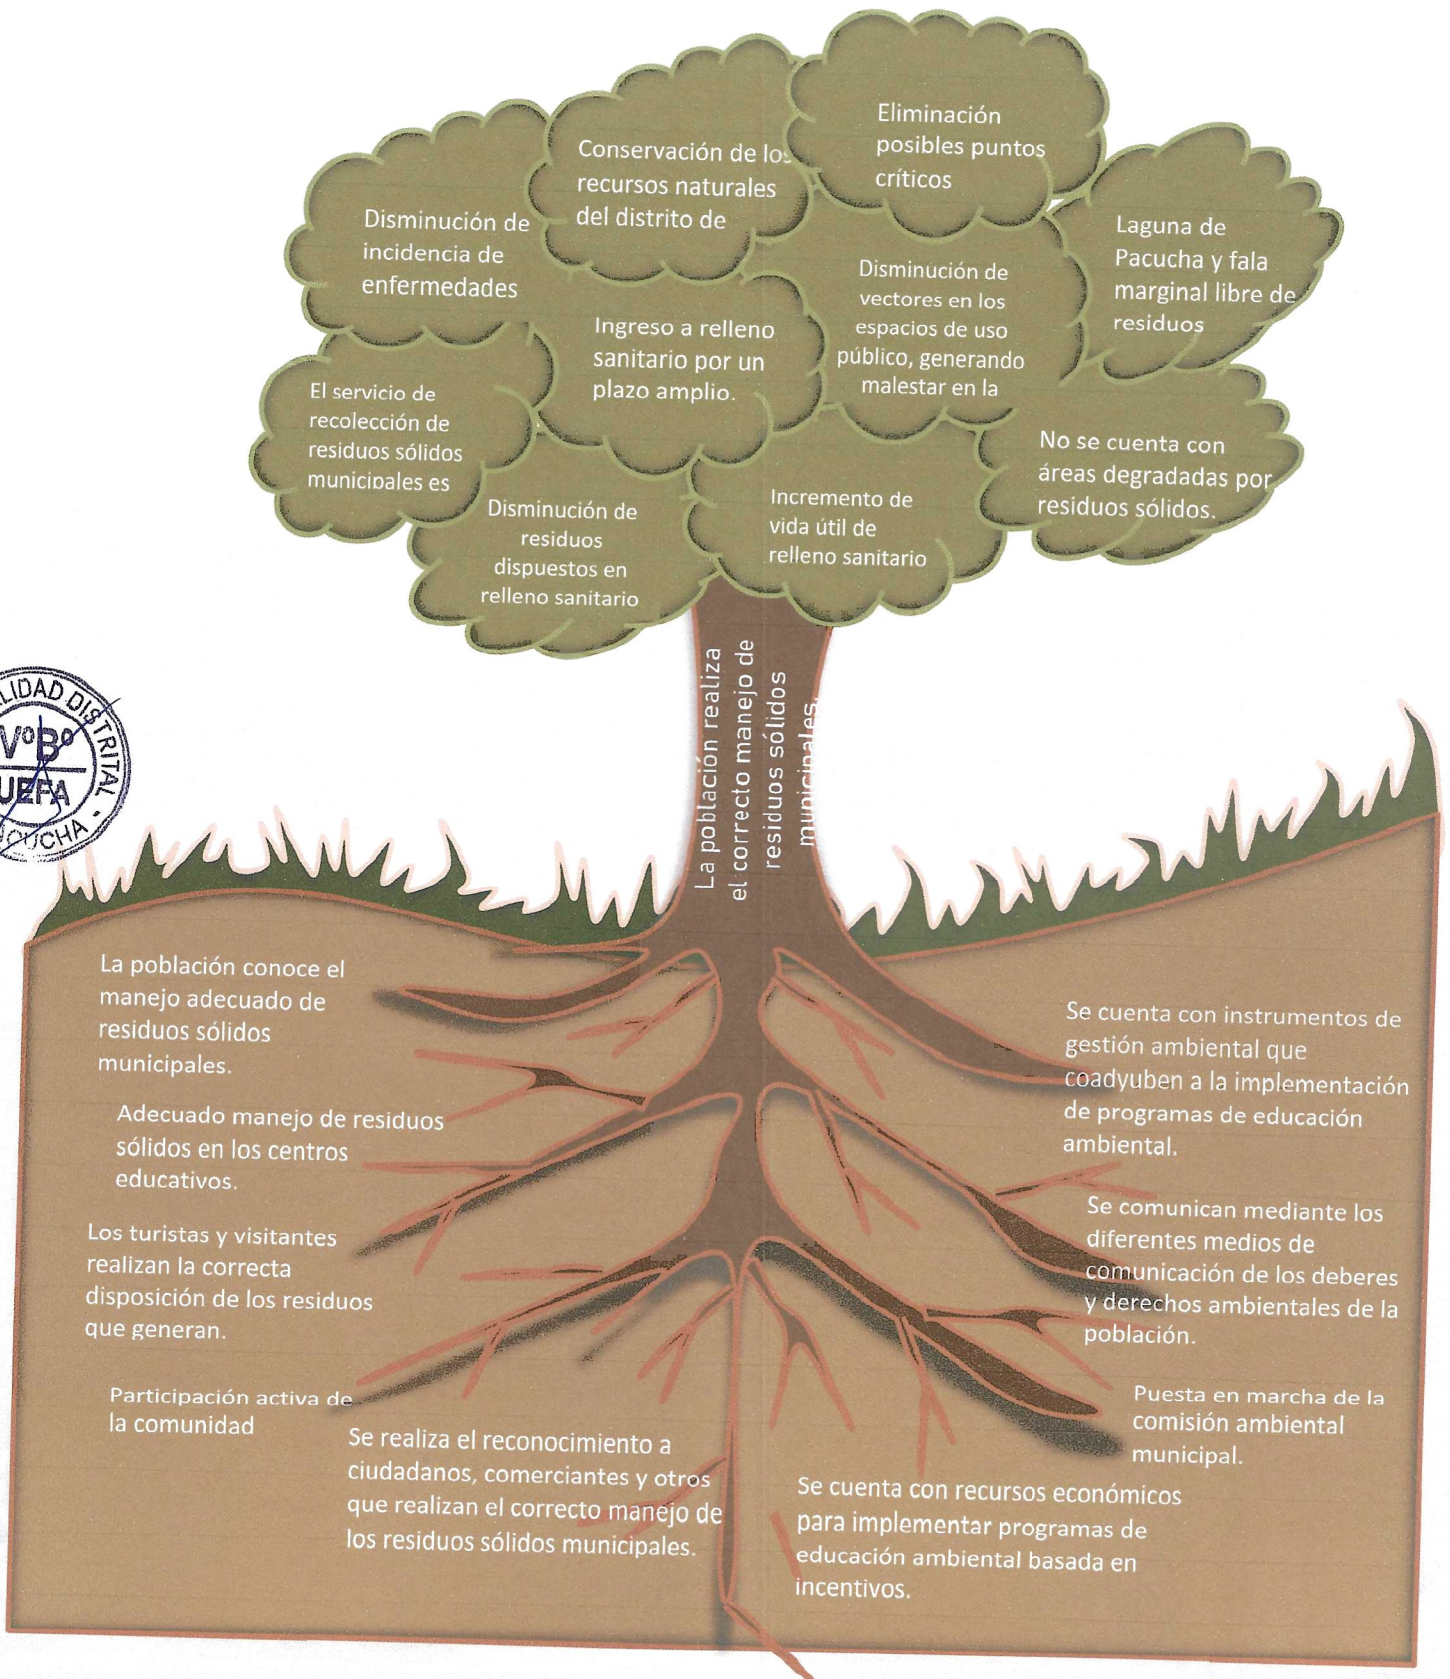 Eliminación
posibles puntos
críticos
Conservación de los
recursos naturales
del distrito de
Disminución de
incidencia de
enfermedades
Laguna de
Pacucha y fala
marginal libre de
residuos
Disminución de
vectores en los
espacios de uso
público, generando
malestar en la
Ingreso a relleno
sanitario por un
plazo amplio.
El servicio de
recolección de
residuos sólidos
municipales es
No se cuenta con
áreas degradadas por
residuos sólidos.
Disminución de
residuos
dispuestos en
relleno sanitario
Incremento de
vida útil de
relleno sanitario
La población realiza
el correcto manejo de
residuos sólidos
municipales.
LIDAD DISTRITAL -
VºBº
UEFA
UCUCHA
La población conoce el
manejo adecuado de
residuos sólidos
municipales.
Adecuado manejo de residuos
sólidos en los centros
educativos.
Los turistas y visitantes
realizan la correcta
disposición de los residuos
que generan.
Participación activa de
la comunidad
Se realiza el reconocimiento a
ciudadanos, comerciantes y otros
que realizan el correcto manejo de
los residuos sólidos municipales.
Se cuenta con instrumentos de
gestión ambiental que
coadyuben a la implementación
de programas de educación
ambiental.
Se comunican mediante los
diferentes medios de
comunicación de los deberes
y derechos ambientales de la
población.
Puesta en marcha de la
comisión ambiental
municipal.
Se cuenta con recursos económicos
para implementar programas de
educación ambiental basada en
incentivos.